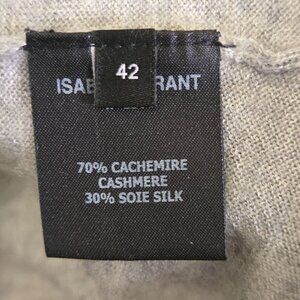 42
ISAB RANT
70% CACHEMIRE
CASHMERE
30% SOIE SILK